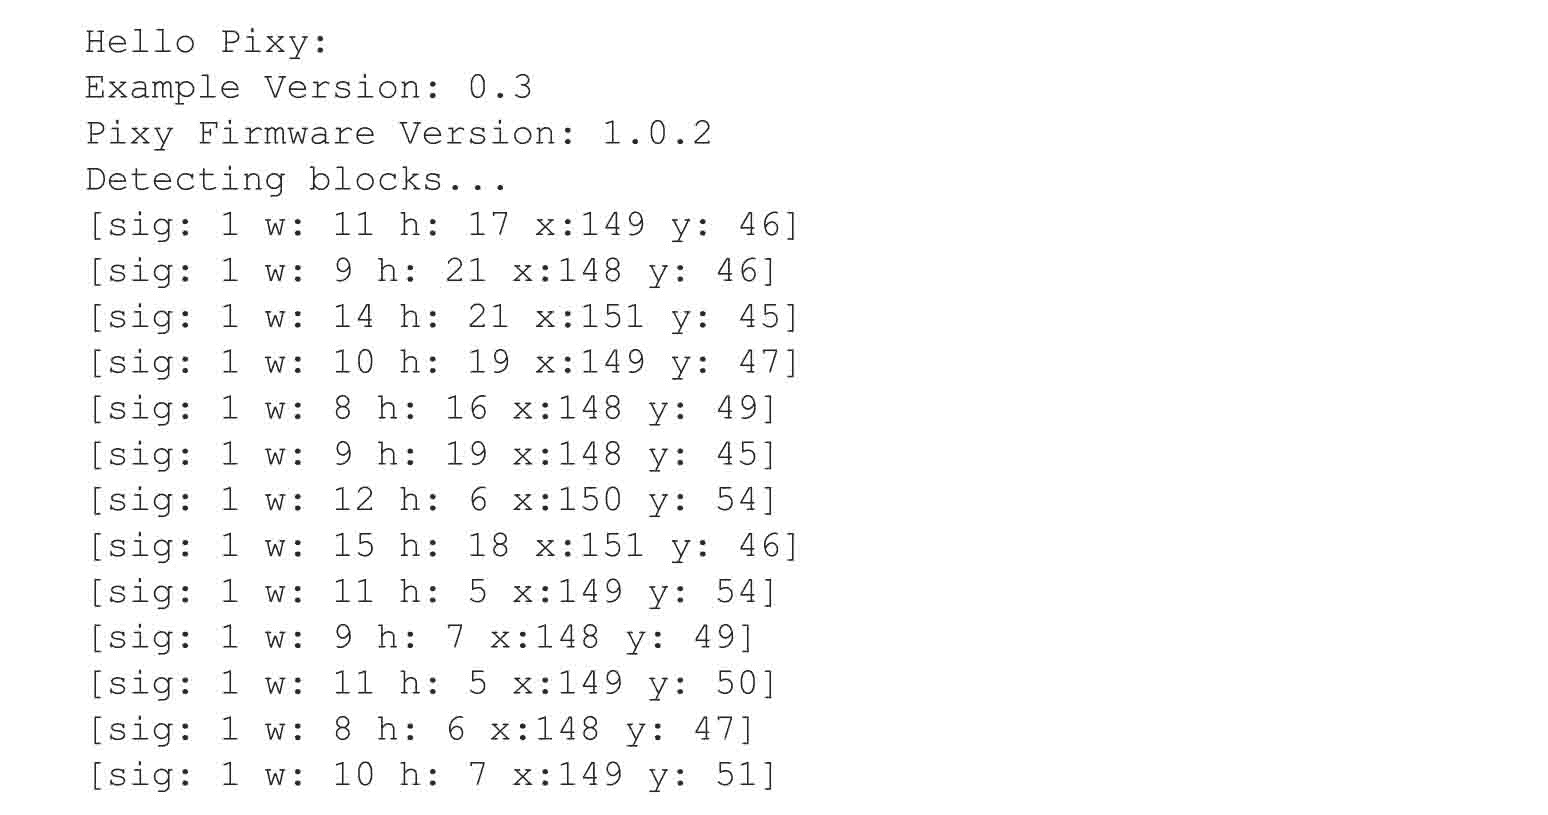 Hello Pixy:
Example Version: 0.3
Pixy Firmware Version: 1.0.2
Detecting blocks...
[sig: 1 w: 11 h: 17 x:149 y: 46]
[sig: 1 w: 9 h: 21 x:148 y: 46]
[sig: 1 w: 14 h: 21 x:151 y: 45]
[sig: 1 w: 10 h: 19 x:149 y: 47]
[sig: 1 w: 8 h: 16 x:148 y: 49]
[sig: 1 w: 9 h: 19 x:148 y: 45]
[sig: 1 w: 12 h: 6 x:150 y: 54]
[sig: 1 w: 15 h: 18 x:151 y: 46]
[sig: 1 w: 11 h: 5 x:149 y: 54]
[sig: 1 w: 9 h: 7 x:148 y: 49]
[sig: 1 w: 11 h: 5 x:149 y: 50]
[sig: 1 w: 8 h: 6 x:148 y: 47]
[sig: 1 w: 10 h: 7 x:149 y: 51]